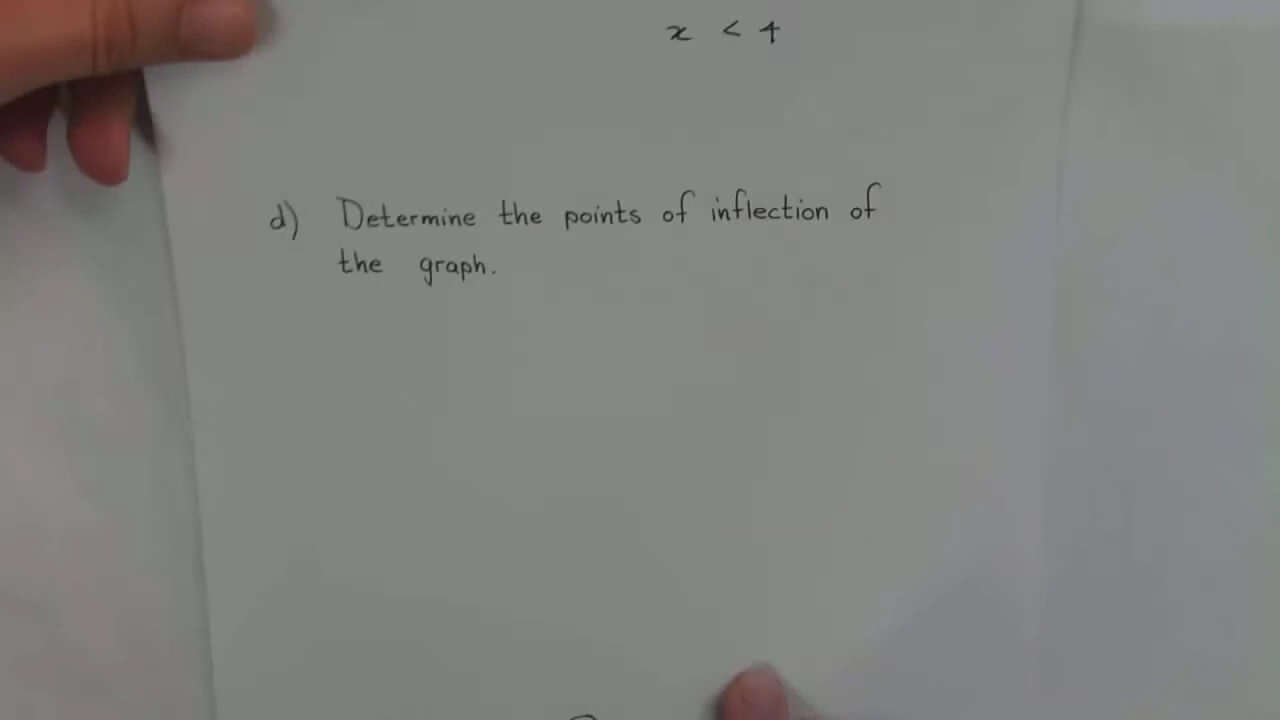 x < 4
d) Determine the points of inflection of
the graph.